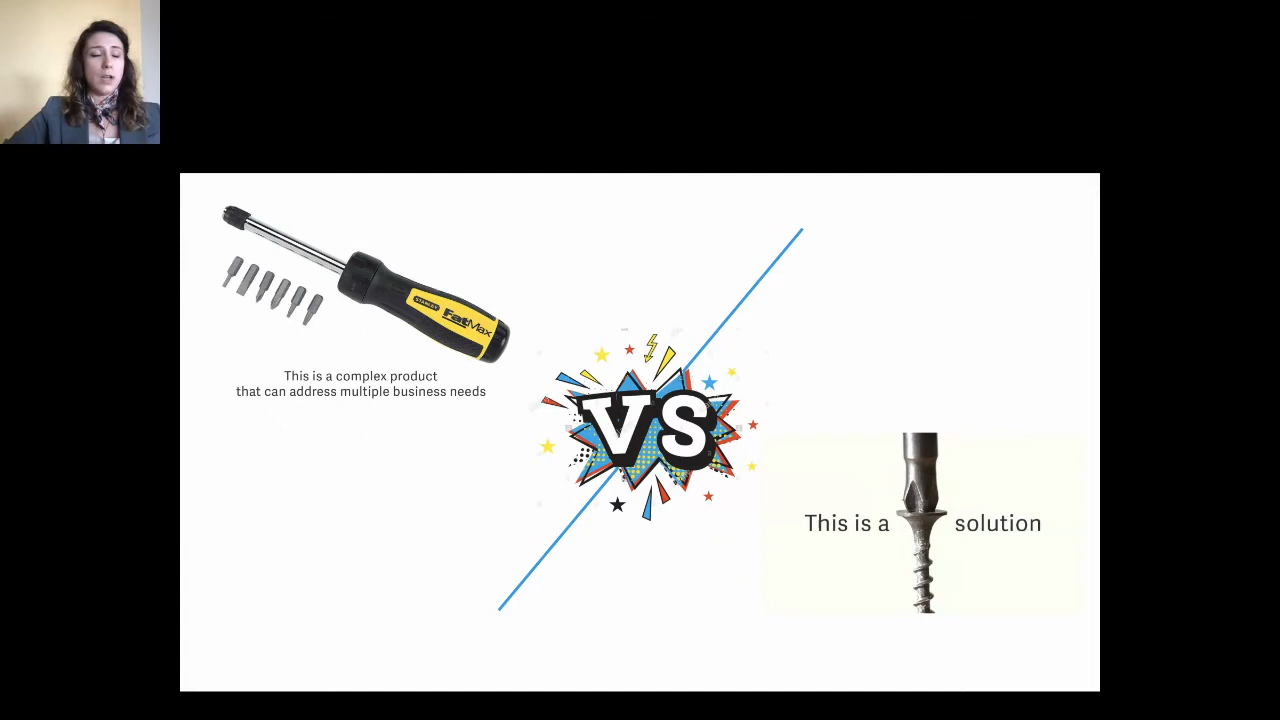 STANLEY
FatMax
This is a complex product
that can address multiple business needs
VS
This is a solution